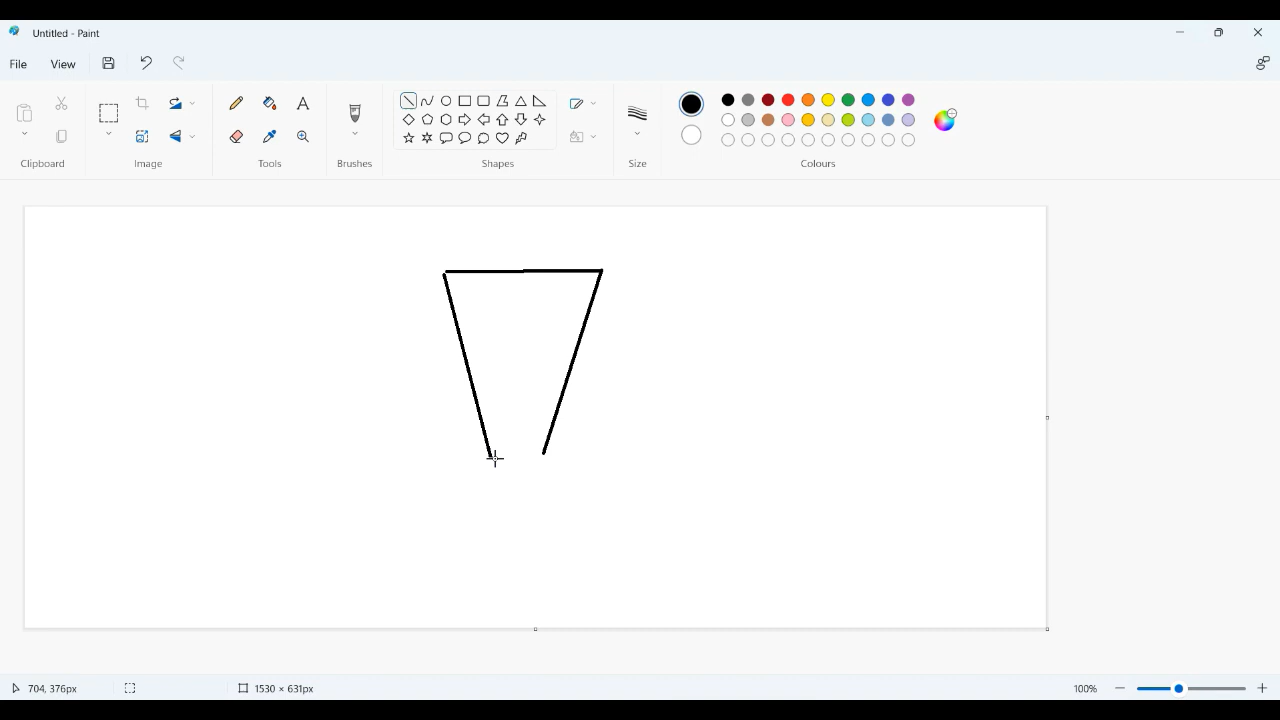 Untitled - Paint
File View
A
Clipboard Image Tools Brushes Shapes Size Colours
704, 376px 1530 × 631px 100%